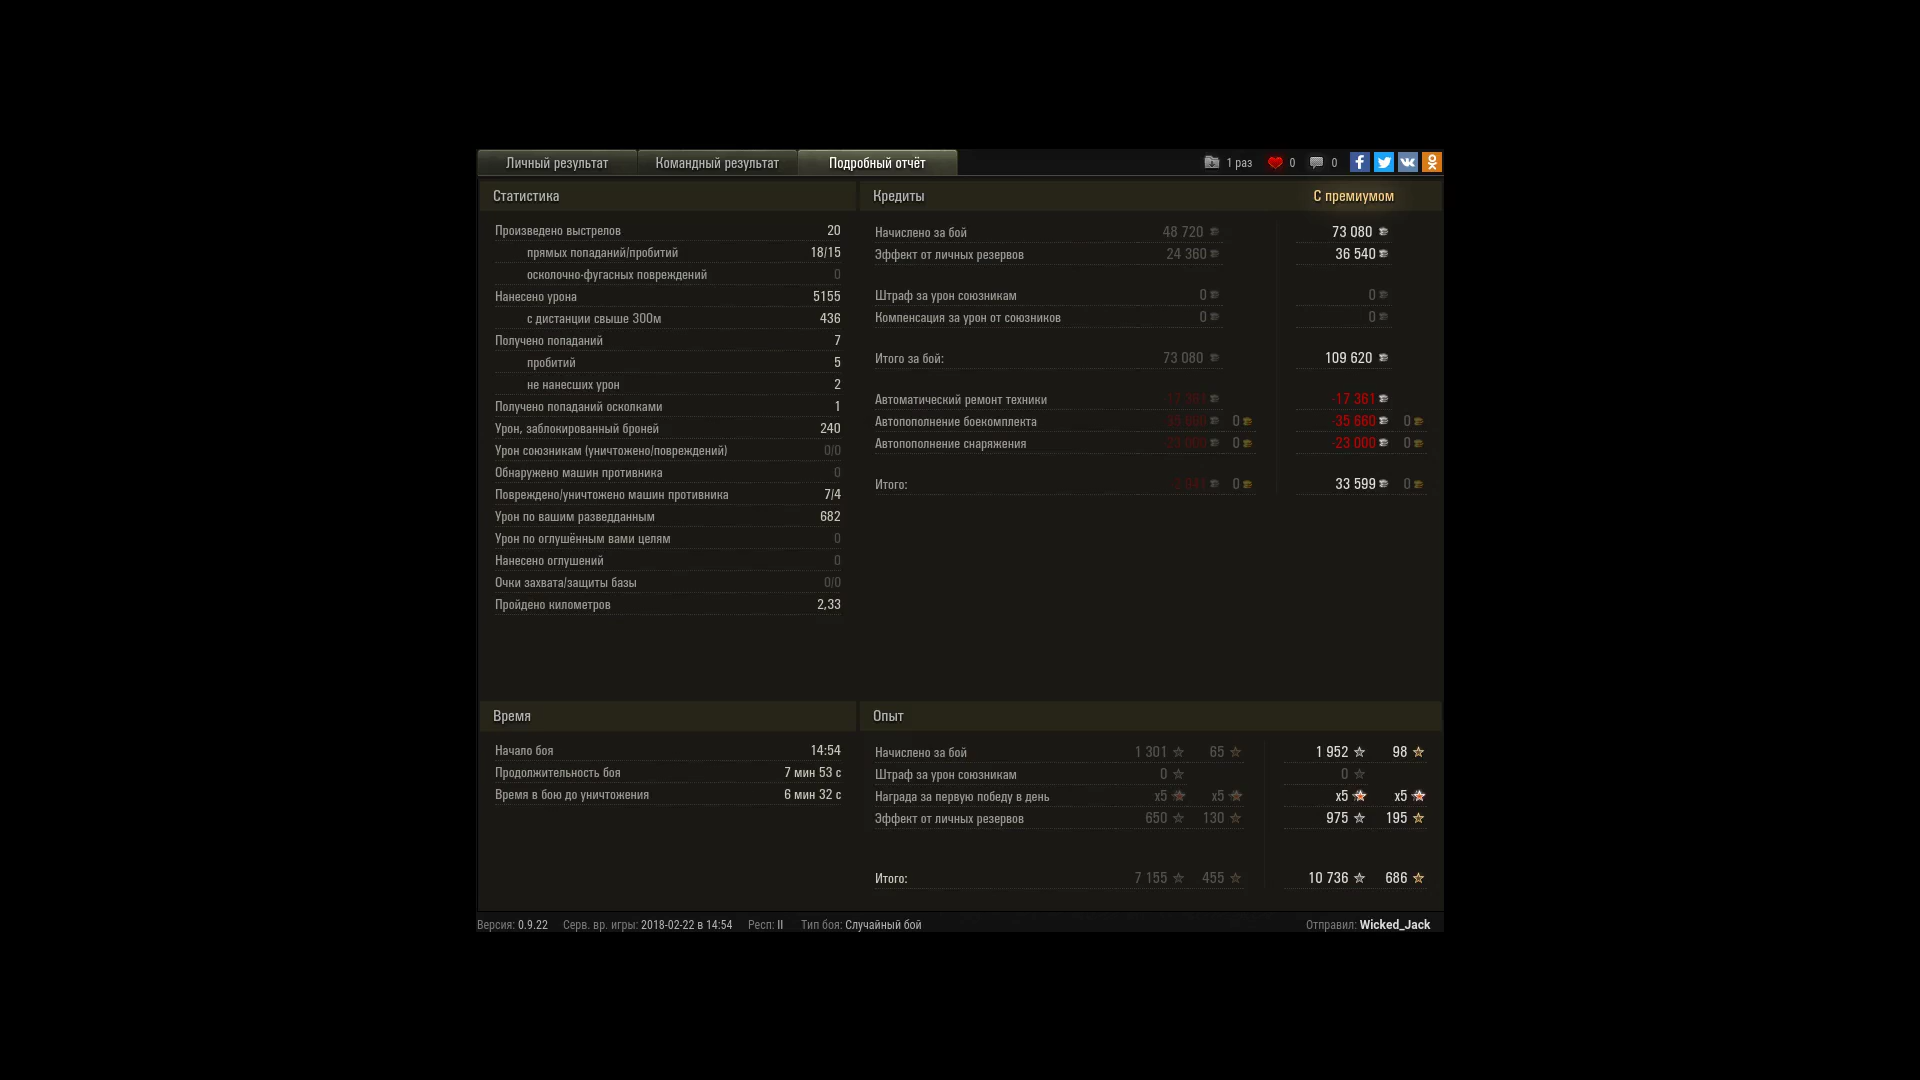 Личный результат Командный результат Подробный отчёт 1 раз 0 0
Статистика
Произведено выстрелов 20
прямых попаданий/пробитий 18/15
осколочно-фугасных повреждений 0
Нанесено урона 5155
с дистанции свыше 300м 436
Получено попаданий 7
пробитий 5
не нанесших урон 2
Получено попаданий осколками 1
Урон, заблокированный броней 240
Урон союзникам (уничтожено/повреждений) 0/0
Обнаружено машин противника 0
Повреждено/уничтожено машин противника 7/4
Урон по вашим разведданным 682
Урон по оглушённым вами целям 0
Нанесено оглушений 0
Очки захвата/защиты базы 0/0
Пройдено километров 2,33
Кредиты С премиумом
Начислено за бой 48 720 73 080
Эффект от личных резервов 24 360 36 540
Штраф за урон союзникам 0 0
Компенсация за урон от союзников 0 0
Итого за бой: 73 080 109 620
Автоматический ремонт техники -17 361 -17 361
Автопополнение боекомплекта -35 660 0 -35 660 0
Автопополнение снаряжения -23 000 0 -23 000 0
Итого: 0 33 599 0
Время
Начало боя 14:54
Продолжительность боя 7 мин 53 с
Время в бою до уничтожения 6 мин 32 с
Опыт
Начислено за бой 1 301 65 1 952 98
Штраф за урон союзникам 0 0
Награда за первую победу в день x5 x5 x5 x5
Эффект от личных резервов 650 130 975 195
Итого: 7 155 455 10 736 686
Версия: 0.9.22 Серв. вр. игры: 2018-02-22 в 14:54 Респ: II Тип боя: Случайный бой Отправил: Wicked_Jack